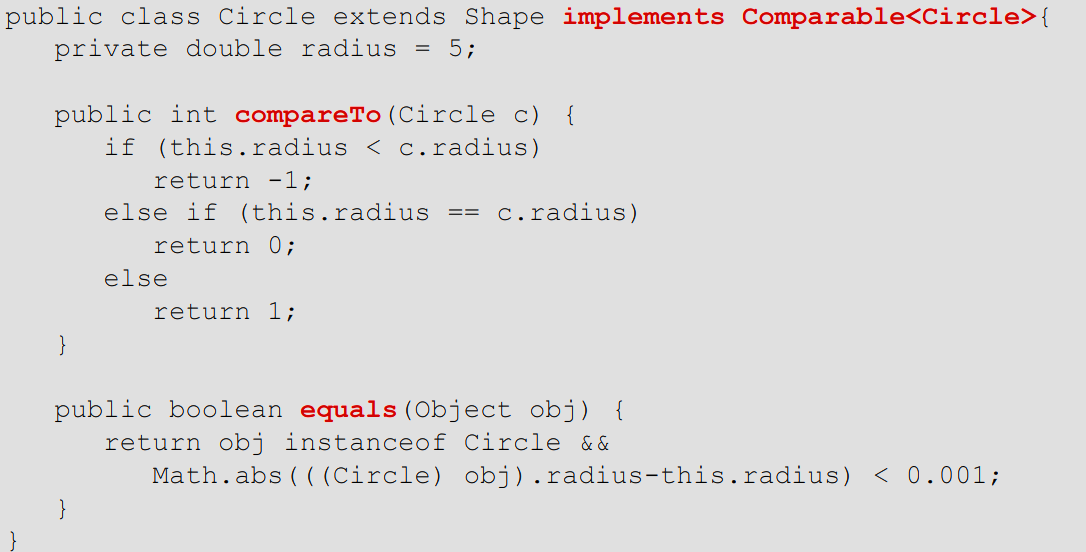 public class Circle extends Shape implements Comparable<Circle>{
private double radius = 5;
public int compareTo(Circle c) {
if (this.radius < c.radius)
return -1;
else if (this.radius == c.radius)
return 0;
else
return 1;
}
public boolean equals(Object obj) {
return obj instanceof Circle &&
Math.abs(((Circle) obj).radius-this.radius) < 0.001;
}
}